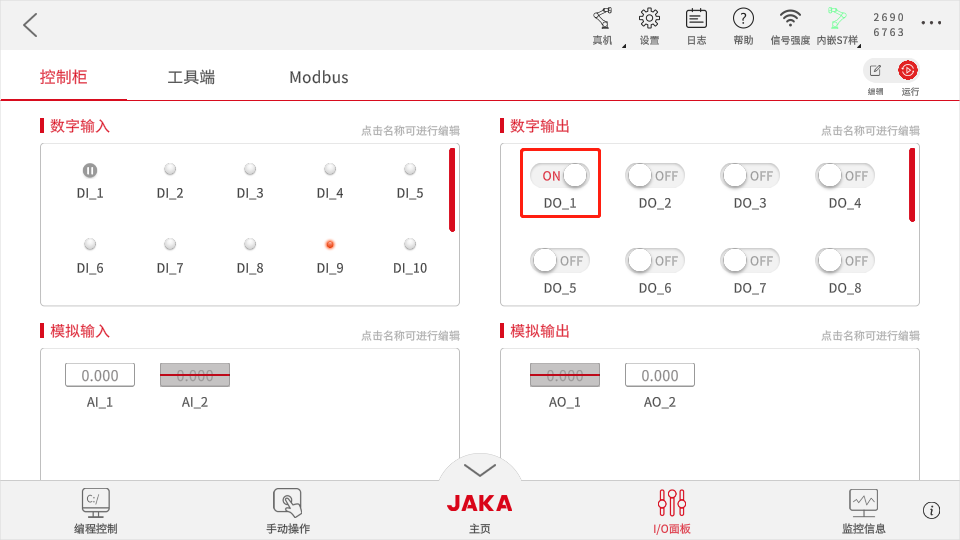 真机
设置
日志
帮助
信号强度
内嵌S7样
2690
6763
控制柜
工具端
Modbus
编辑
运行
数字输入
点击名称可进行编辑
DI_1
DI_2
DI_3
DI_4
DI_5
DI_6
DI_7
DI_8
DI_9
DI_10
数字输出
点击名称可进行编辑
ON
OFF
OFF
OFF
DO_1
DO_2
DO_3
DO_4
OFF
OFF
OFF
OFF
DO_5
DO_6
DO_7
DO_8
模拟输入
点击名称可进行编辑
0.000
0.000
AI_1
AI_2
模拟输出
点击名称可进行编辑
0.000
0.000
AO_1
AO_2
C:/
编程控制
手动操作
JAKA
主页
I/O面板
监控信息